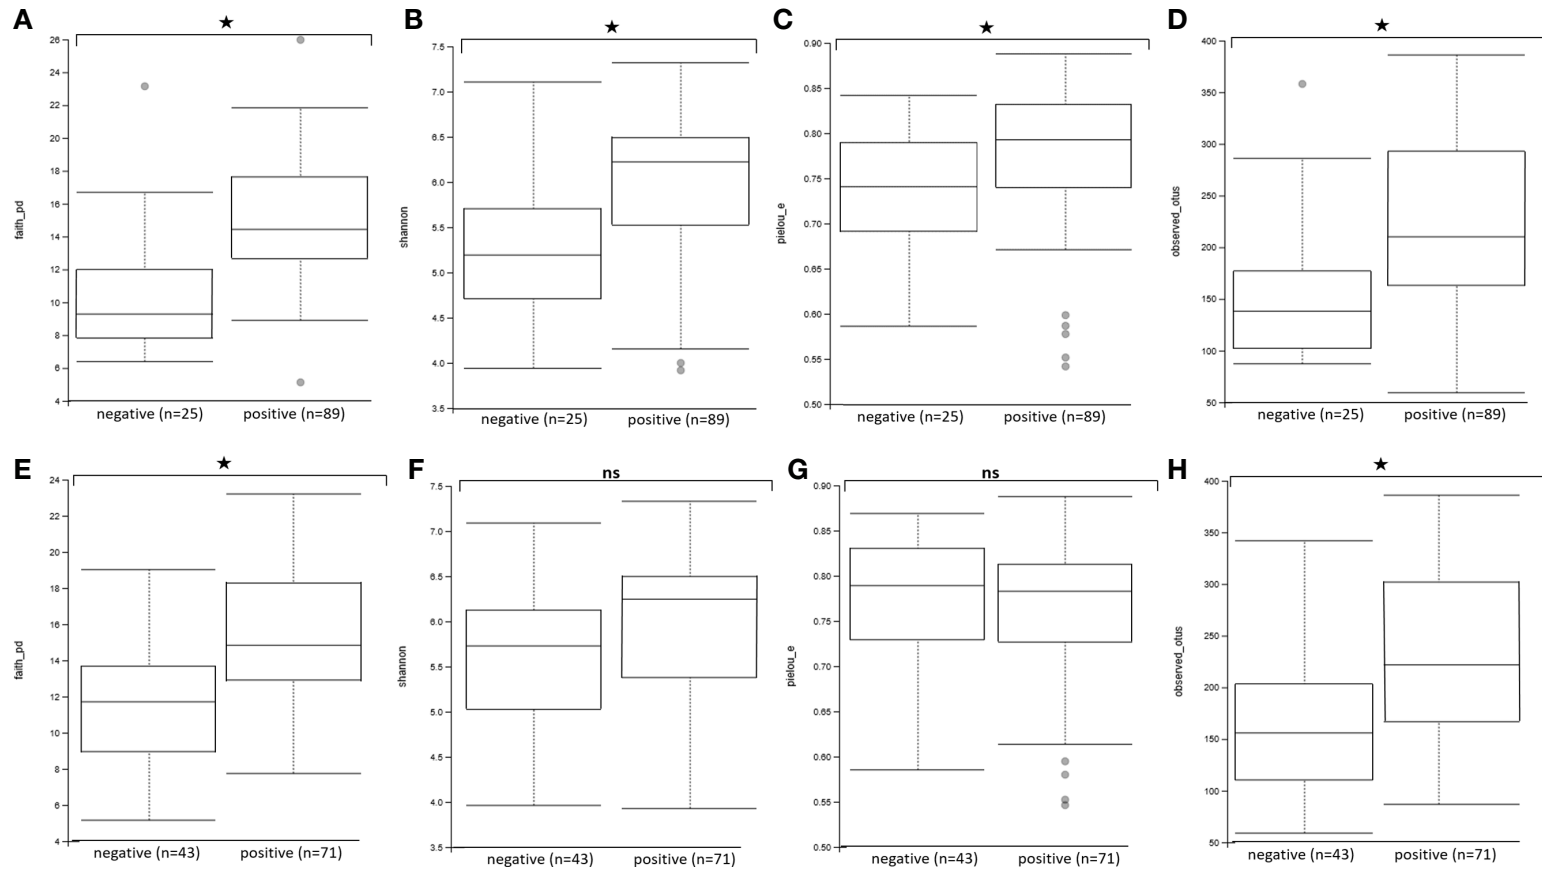 A
★
26
24
22
20
18
16
14
12
10
8
6
4
faith_pd
negative (n=25)
positive (n=89)
B
★
7.5
7.0
6.5
6.0
5.5
5.0
4.5
4.0
3.5
shannon
negative (n=25)
positive (n=89)
C
★
0.90
0.85
0.80
0.75
0.70
0.65
0.60
0.55
0.50
pielou_e
negative (n=25)
positive (n=89)
D
★
400
350
300
250
200
150
100
50
observed_otus
negative (n=25)
positive (n=89)
E
★
24
22
20
18
16
14
12
10
8
6
4
faith_pd
negative (n=43)
positive (n=71)
F
ns
7.5
7.0
6.5
6.0
5.5
5.0
4.5
4.0
3.5
shannon
negative (n=43)
positive (n=71)
G
ns
0.90
0.85
0.80
0.75
0.70
0.65
0.60
0.55
0.50
pielou_e
negative (n=43)
positive (n=71)
H
★
400
350
300
250
200
150
100
50
observed_otus
negative (n=43)
positive (n=71)